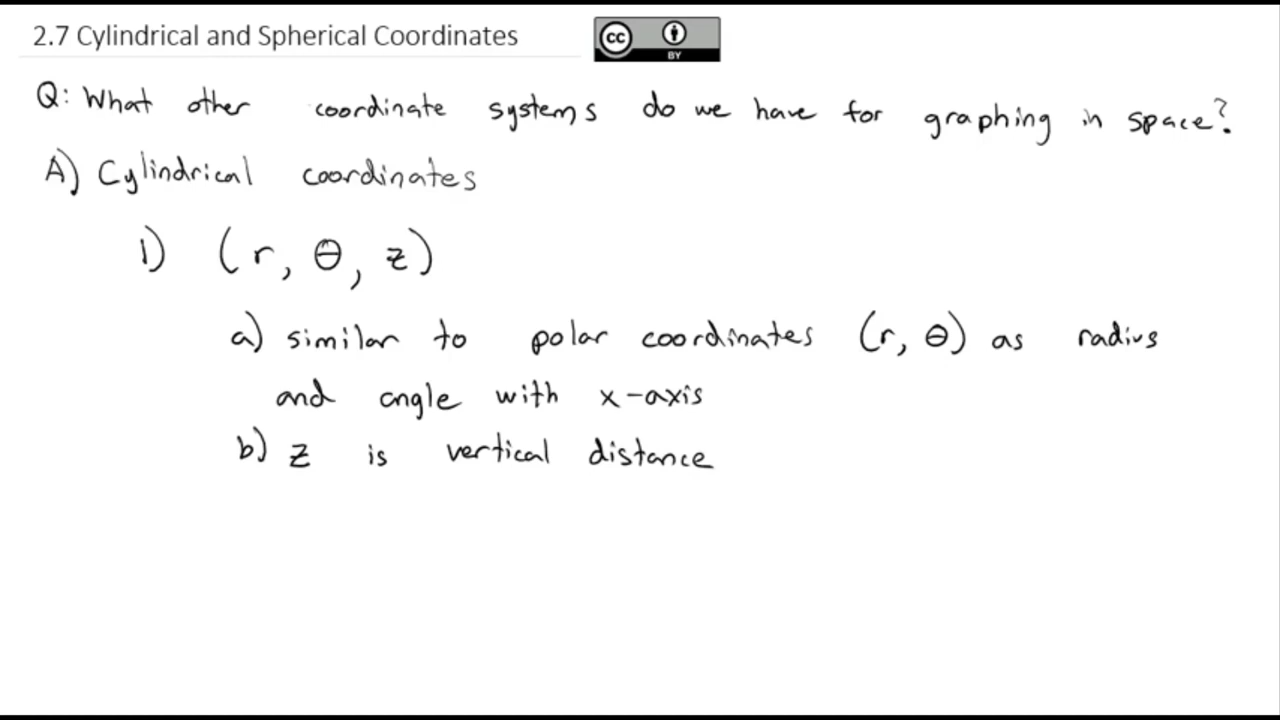 2.7 Cylindrical and Spherical Coordinates
cc
BY
Q: What other coordinate systems do we have for graphing in space?
A) Cylindrical coordinates
1) (r, θ, z)
a) similar to polar coordinates (r, θ) as radius
and angle with x-axis
b) z is vertical distance